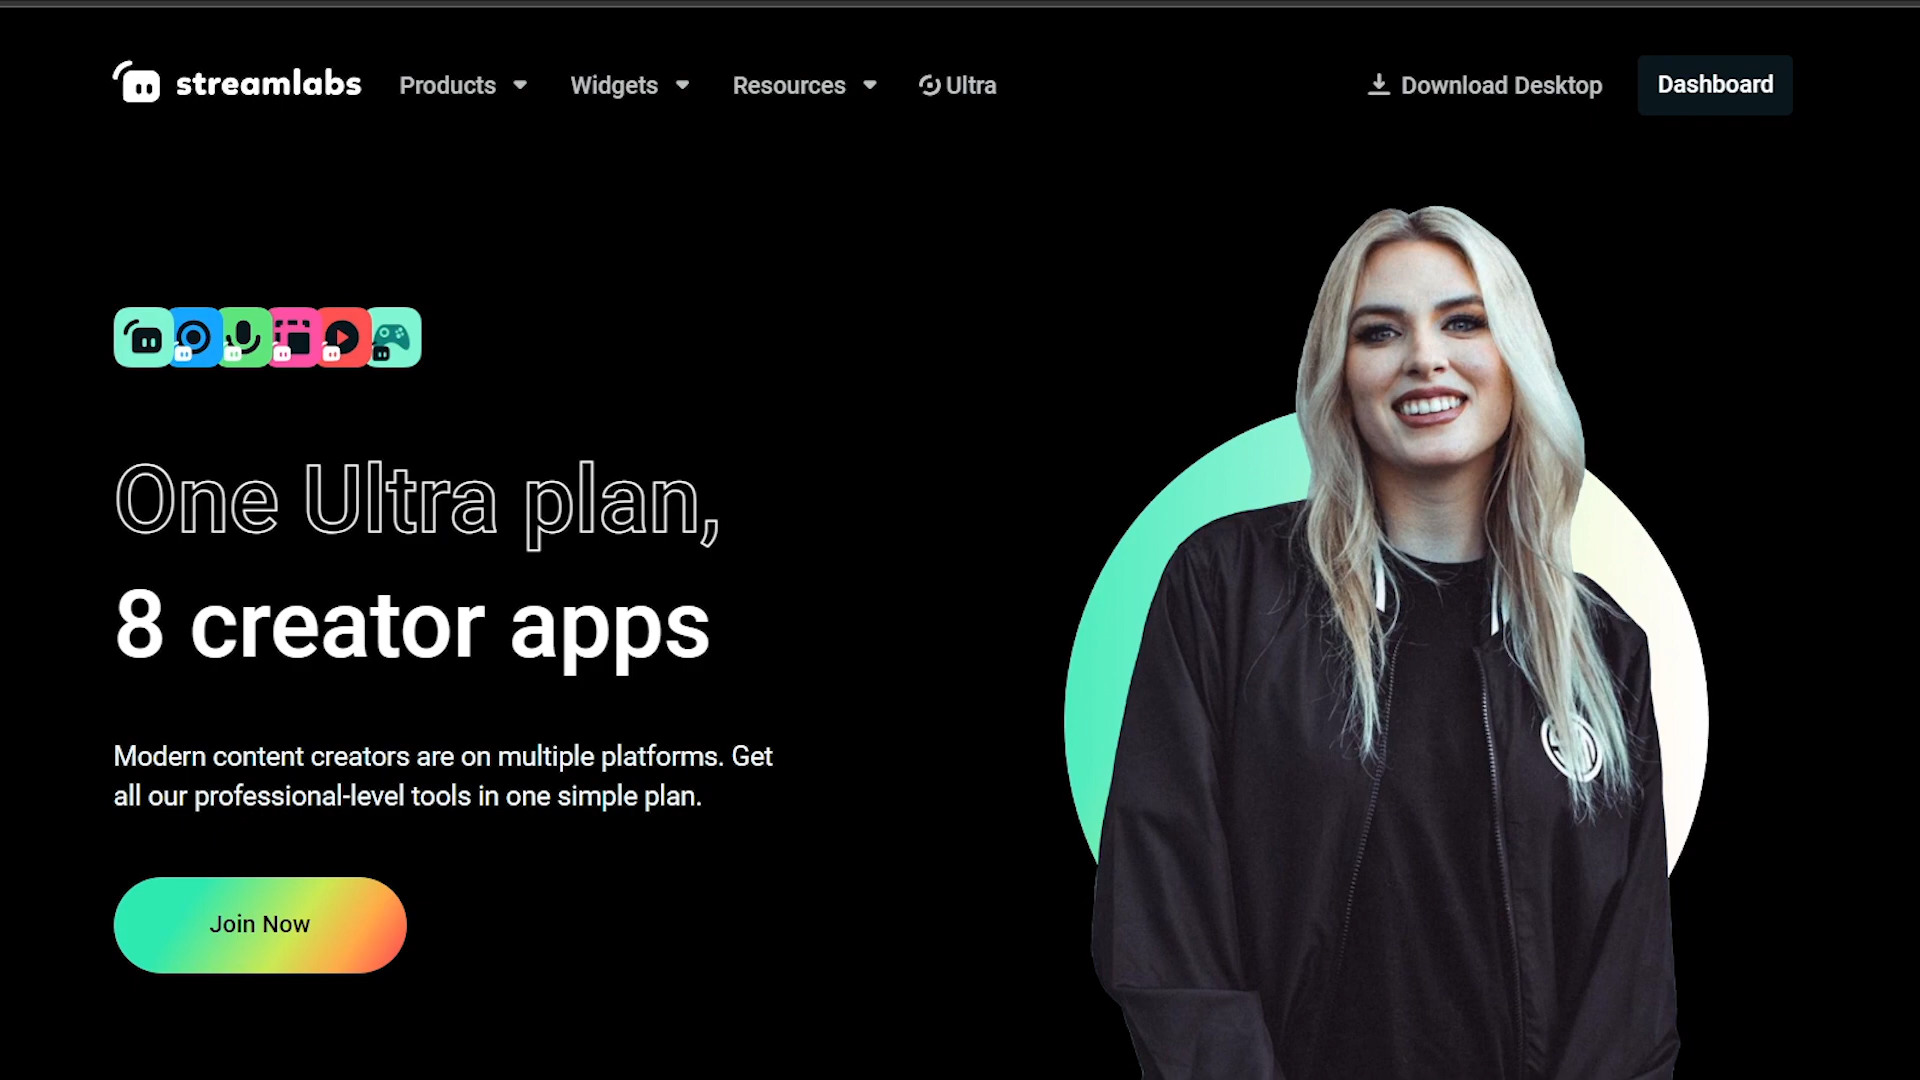 streamlabs Products Widgets Resources Ultra Download Desktop Dashboard
One Ultra plan,
8 creator apps
Modern content creators are on multiple platforms. Get
all our professional-level tools in one simple plan.
Join Now